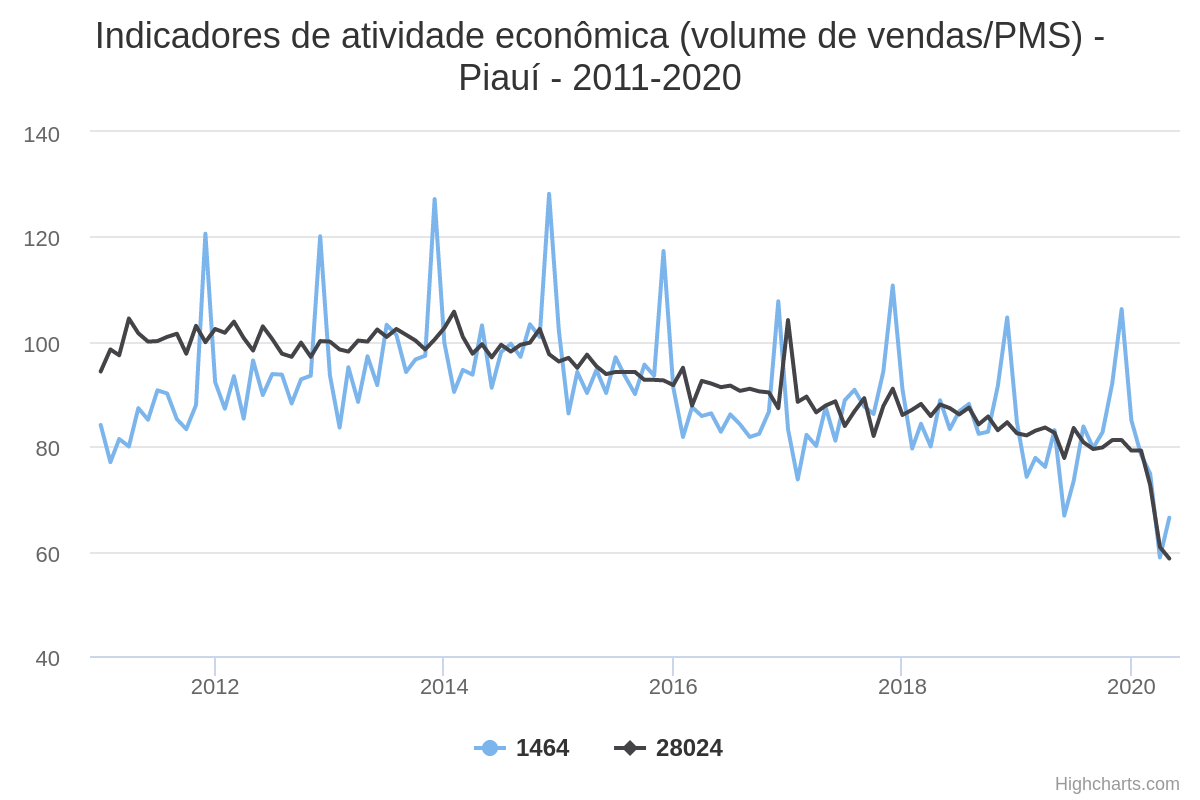 Indicadores de atividade econômica (volume de vendas/PMS) -
Piauí - 2011-2020
140
120
100
80
60
40
2012 2014 2016 2018 2020
1464 28024
Highcharts.com